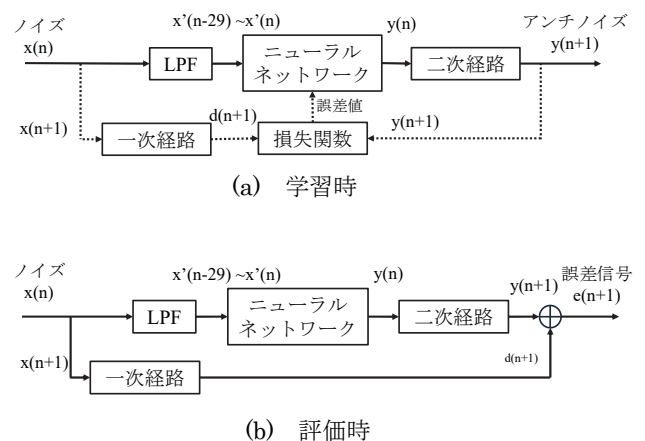 ノイズ
x(n)
x’(n-29) ~x’(n)
y(n)
アンチノイズ
y(n+1)
LPF
ニューラル
ネットワーク
二次経路
誤差値
x(n+1)
一次経路
d(n+1)
損失関数
y(n+1)
(a) 学習時
ノイズ
x(n)
x’(n-29) ~x’(n)
y(n)
y(n+1)
誤差信号
e(n+1)
LPF
ニューラル
ネットワーク
二次経路
x(n+1)
一次経路
d(n+1)
(b) 評価時